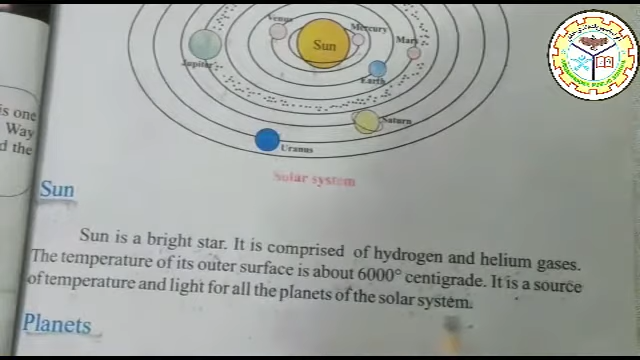 is one
Way
d the
Venus
Mercury
Sun
Mars
Jupiter
Earth
Saturn
Uranus
Solar system
Sun
Sun is a bright star. It is comprised of hydrogen and helium gases.
The temperature of its outer surface is about 6000° centigrade. It is a source
of temperature and light for all the planets of the solar system.
Planets